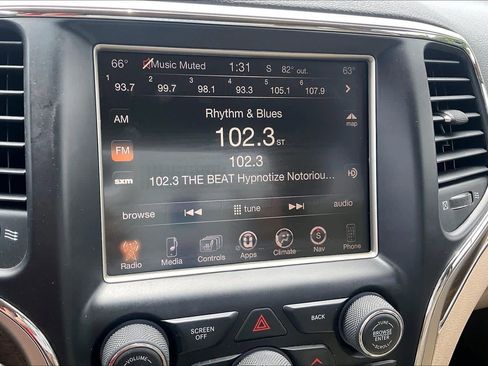 66° Music Muted 1:31 S 82° out. 63°
1 2 3 4 5 6
93.7 99.7 98.1 93.3 105.1 107.9
Rhythm & Blues
AM
102.3 ST
map
FM
102.3
sxm
102.3 THE BEAT Hypnotize Notoriou...
browse tune audio
Radio Media Controls Apps Climate Nav Phone
S
SCREEN OFF
BACK
TUNE
BROWSE
ENTER
SCROLL
VOLUME